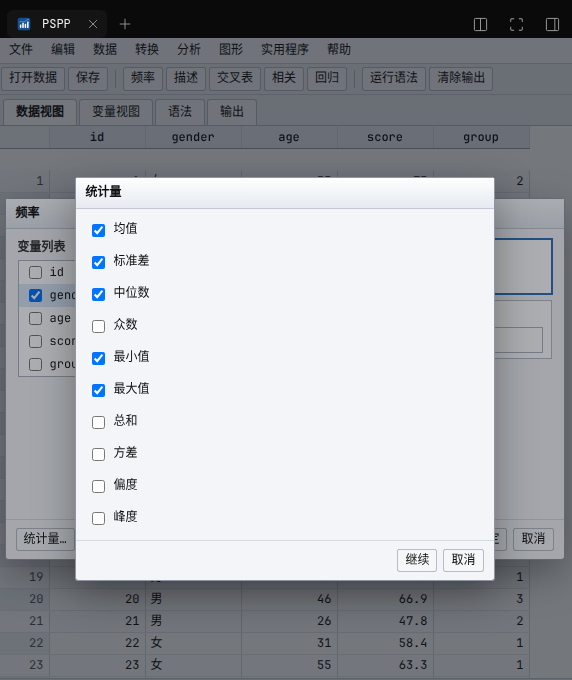 PSPP
文件 编辑 数据 转换 分析 图形 实用程序 帮助
打开数据 保存 频率 描述 交叉表 相关 回归 运行语法 清除输出
数据视图 变量视图 语法 输出
id gender age score group
1 2
统计量
频率
均值
变量列表
标准差
id
中位数
age
众数
最小值
最大值
总和
方差
偏度
峰度
统计量… 取消
继续 取消
19 1
20 20 男 46 66.9 3
21 21 男 26 47.8 2
22 22 女 31 58.4 1
23 23 女 55 63.3 1